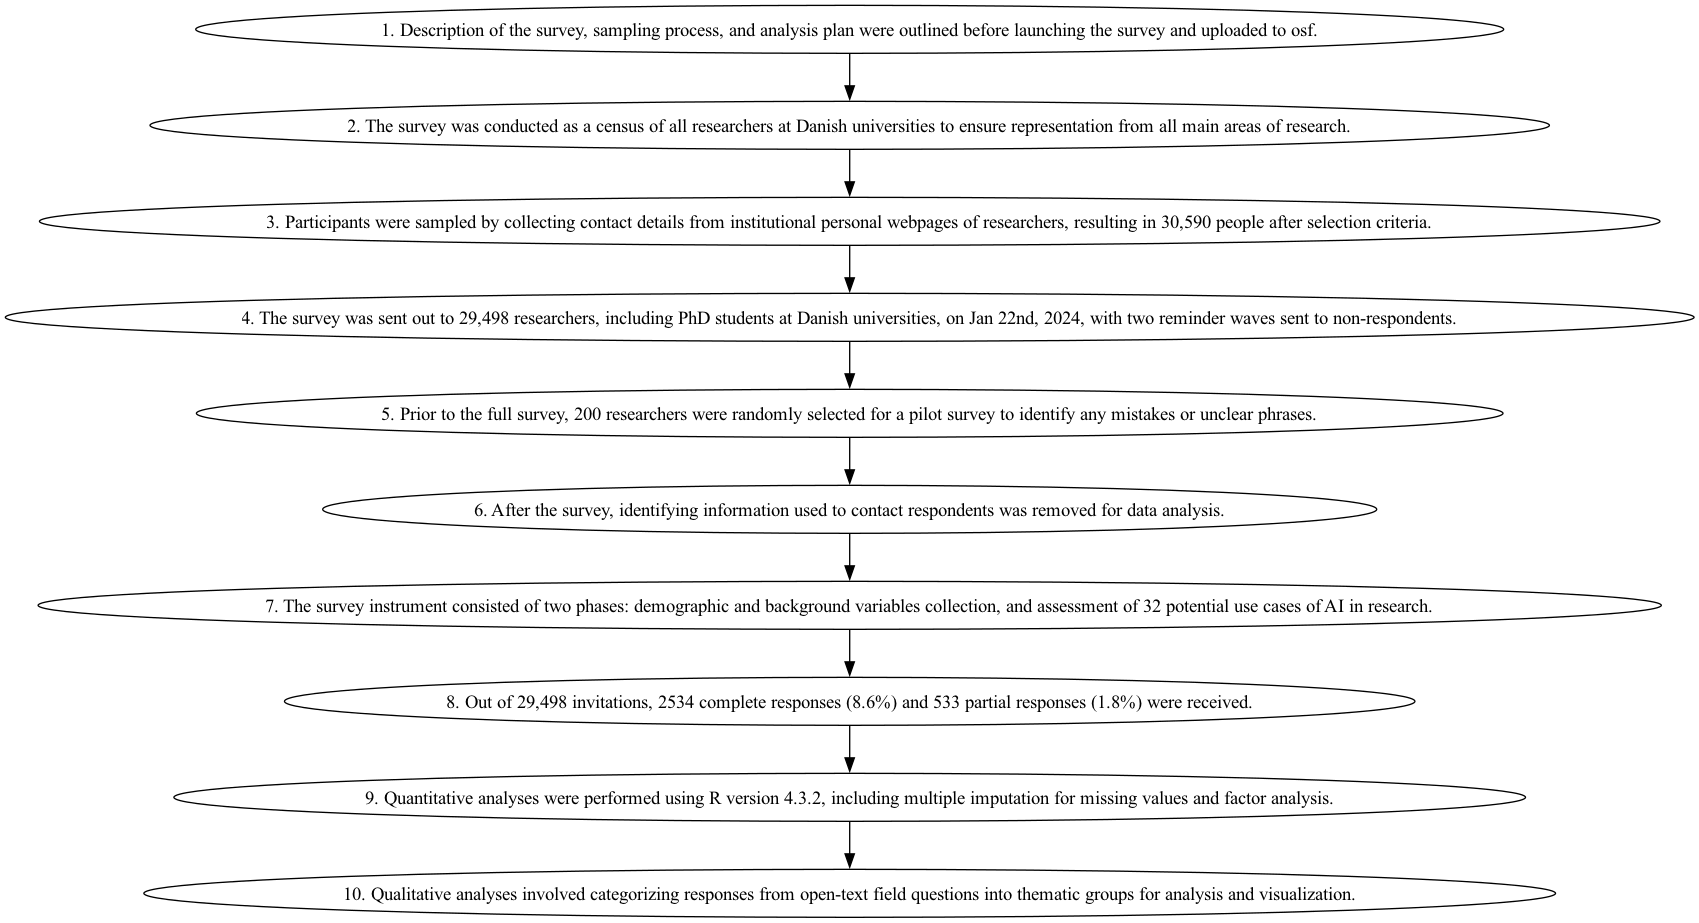 1. Description of the survey, sampling process, and analysis plan were outlined before launching the survey and uploaded to osf.
2. The survey was conducted as a census of all researchers at Danish universities to ensure representation from all main areas of research.
3. Participants were sampled by collecting contact details from institutional personal webpages of researchers, resulting in 30,590 people after selection criteria.
4. The survey was sent out to 29,498 researchers, including PhD students at Danish universities, on Jan 22nd, 2024, with two reminder waves sent to non-respondents.
5. Prior to the full survey, 200 researchers were randomly selected for a pilot survey to identify any mistakes or unclear phrases.
6. After the survey, identifying information used to contact respondents was removed for data analysis.
7. The survey instrument consisted of two phases: demographic and background variables collection, and assessment of 32 potential use cases of AI in research.
8. Out of 29,498 invitations, 2534 complete responses (8.6%) and 533 partial responses (1.8%) were received.
9. Quantitative analyses were performed using R version 4.3.2, including multiple imputation for missing values and factor analysis.
10. Qualitative analyses involved categorizing responses from open-text field questions into thematic groups for analysis and visualization.